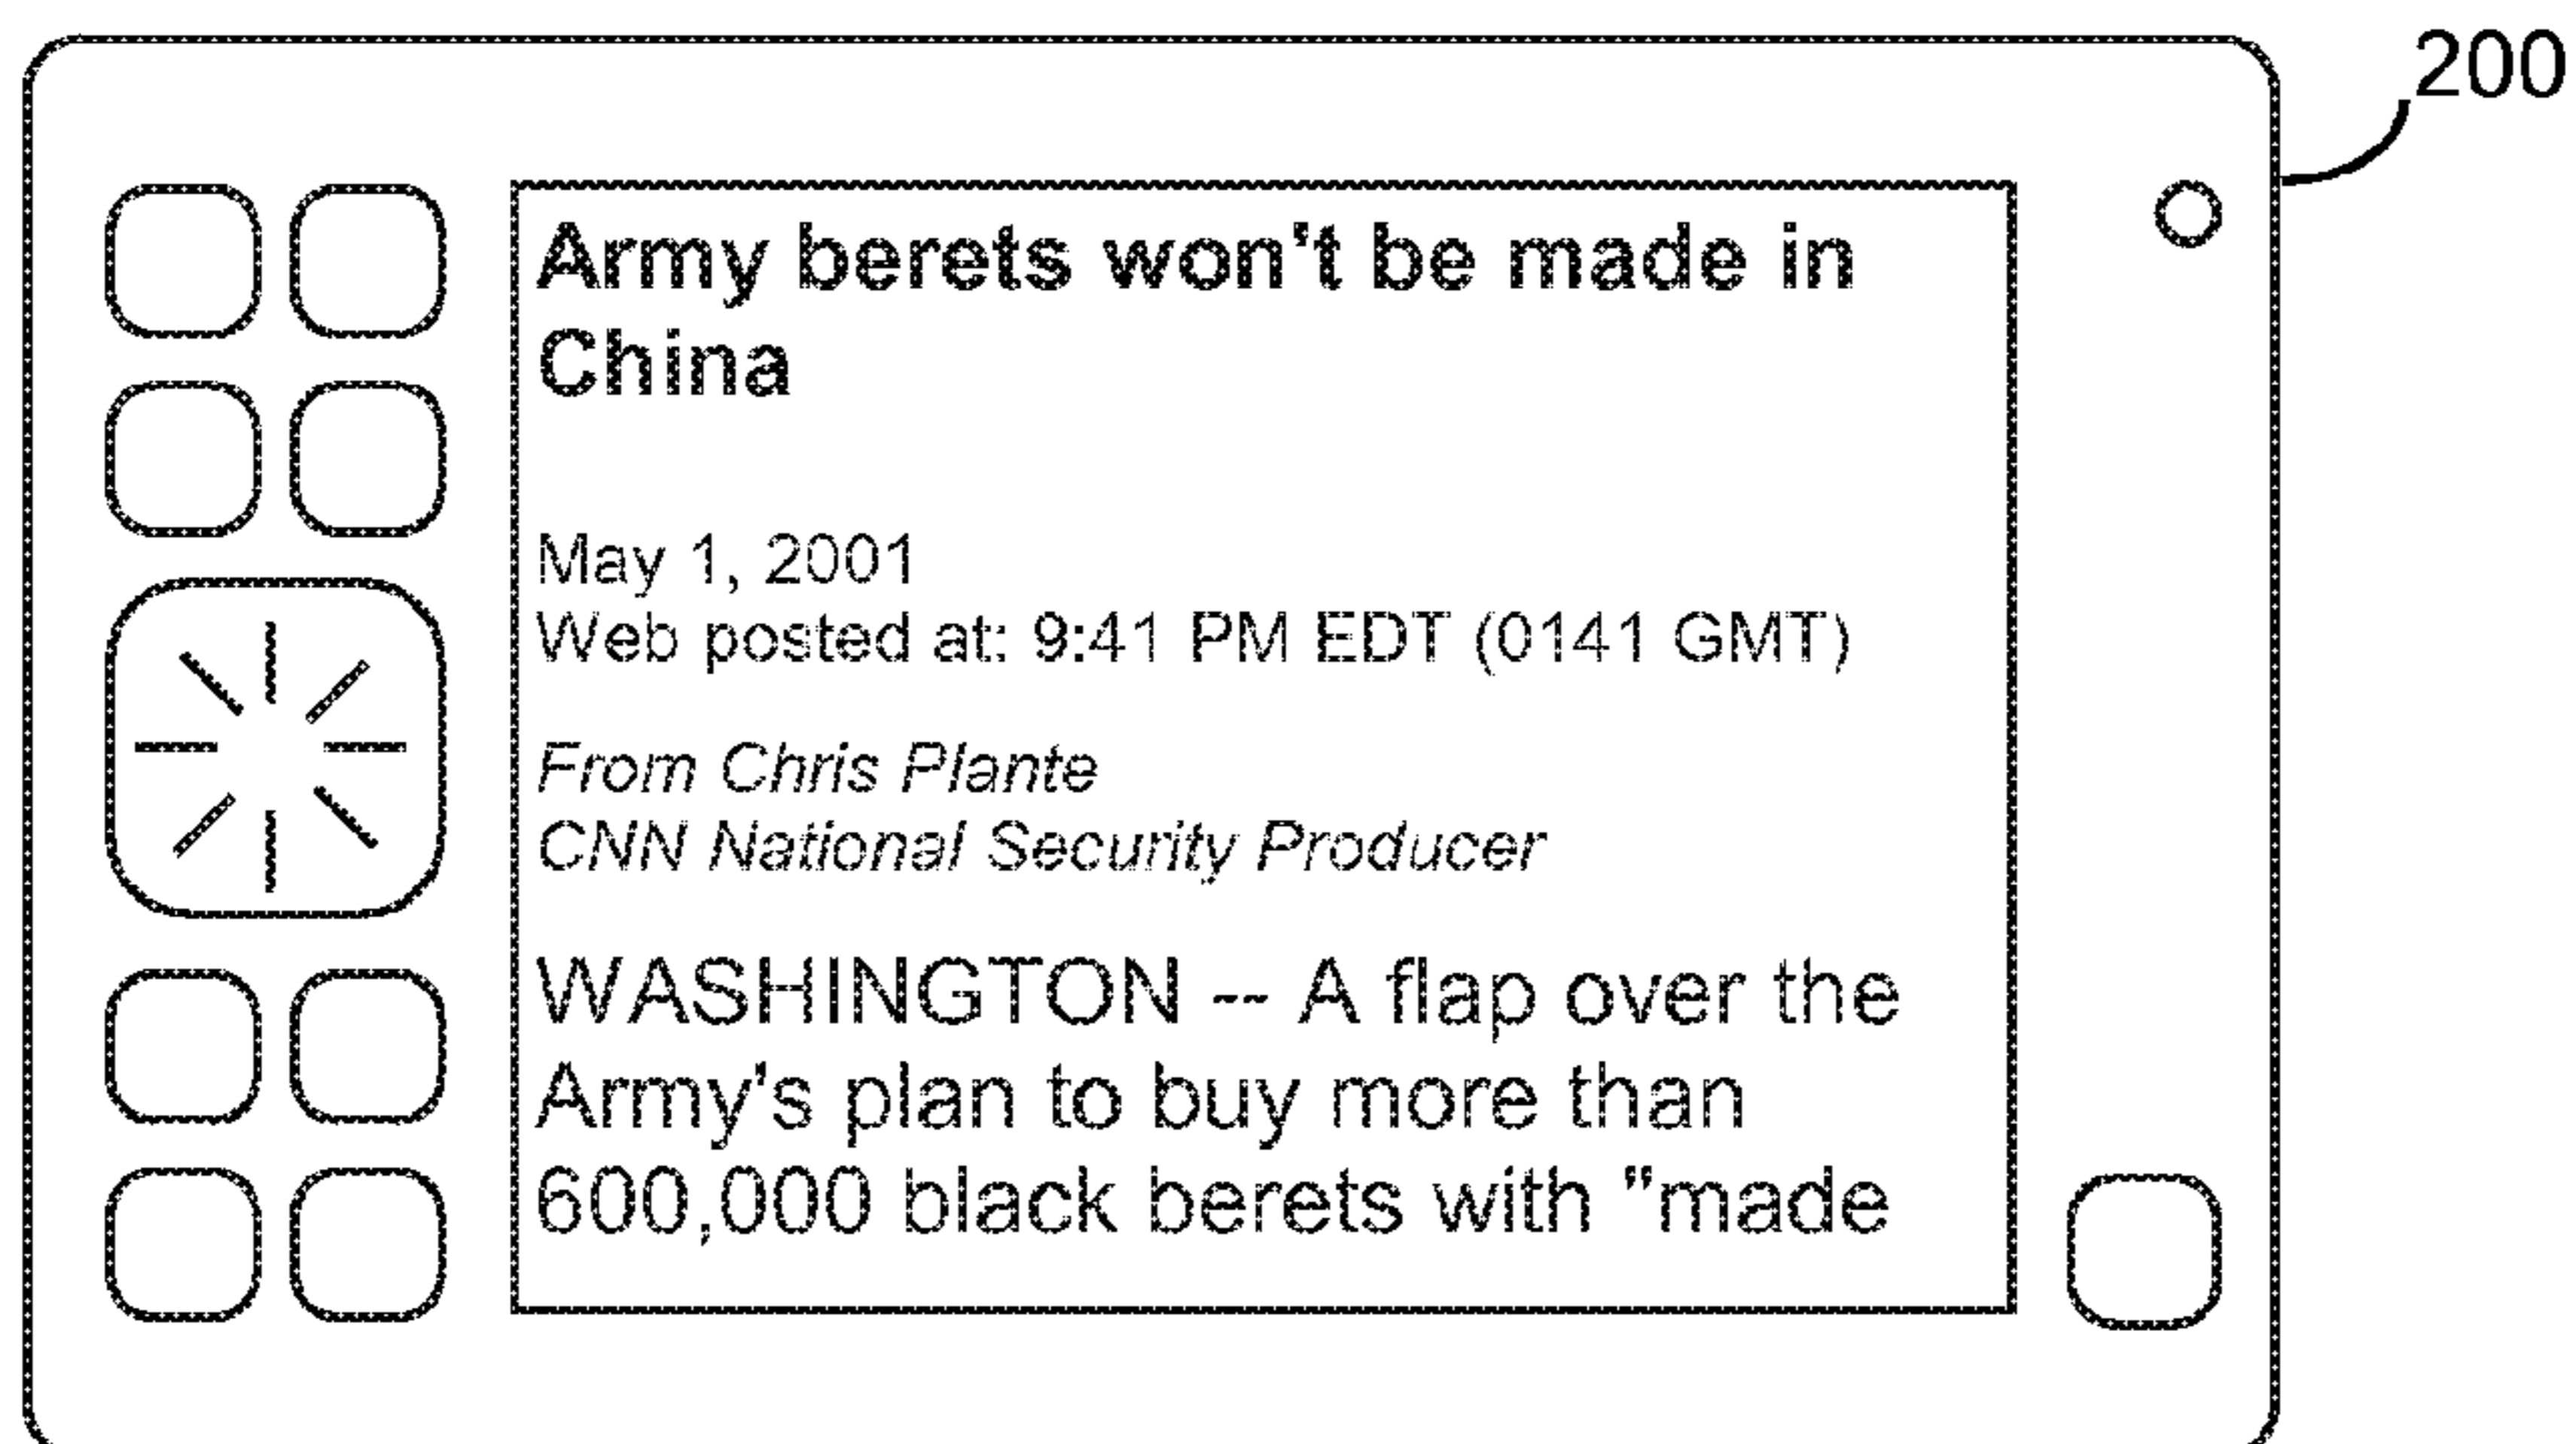 200
Army berets won't be made in
China
May 1, 2001
Web posted at: 9:41 PM EDT (0141 GMT)
From Chris Plante
CNN National Security Producer
WASHINGTON -- A flap over the
Army's plan to buy more than
600,000 black berets with "made